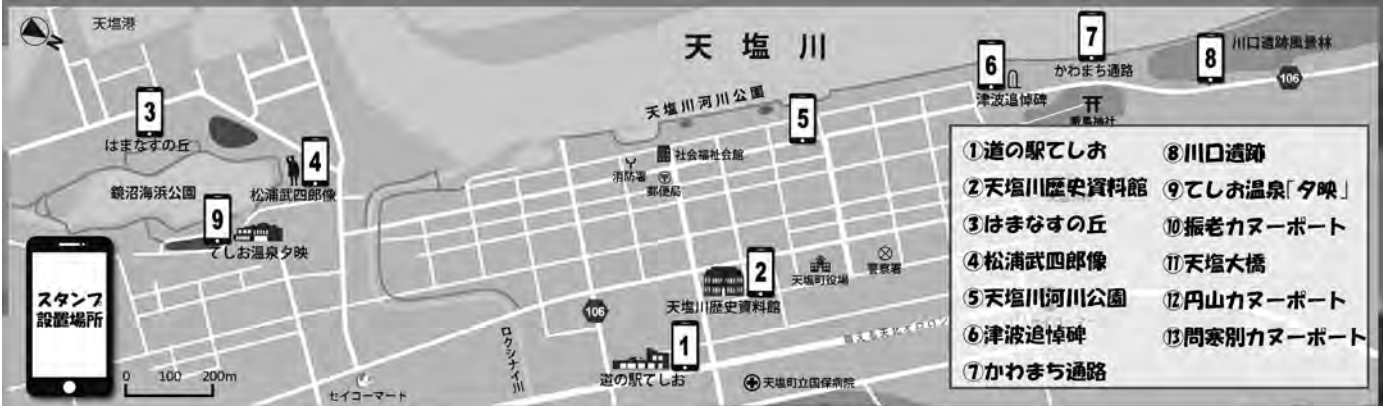 天塩港
N
天塩川
7
かわまち通路
6
津波追悼碑
8
川口遺跡風景林
106
3
はまなすの丘
4
松浦武四郎像
鏡沼海浜公園
9
てしお温泉夕映
天塩川河川公園
5
社会福祉会館
消防署
郵便局
スタンプ
設置場所
0 100 200m
セイコーマート
106
ロクシナイ川
天塩川歴史資料館
2
天塩町役場
警察署
1
道の駅てしお
天塩町立国保病院
①道の駅てしお
②天塩川歴史資料館
③はまなすの丘
④松浦武四郎像
⑤天塩川河川公園
⑥津波追悼碑
⑦かわまち通路
⑧川口遺跡
⑨てしお温泉「夕映」
⑩振老カヌーポート
⑪天塩大橋
⑫円山カヌーポート
⑬問寒別カヌーポート